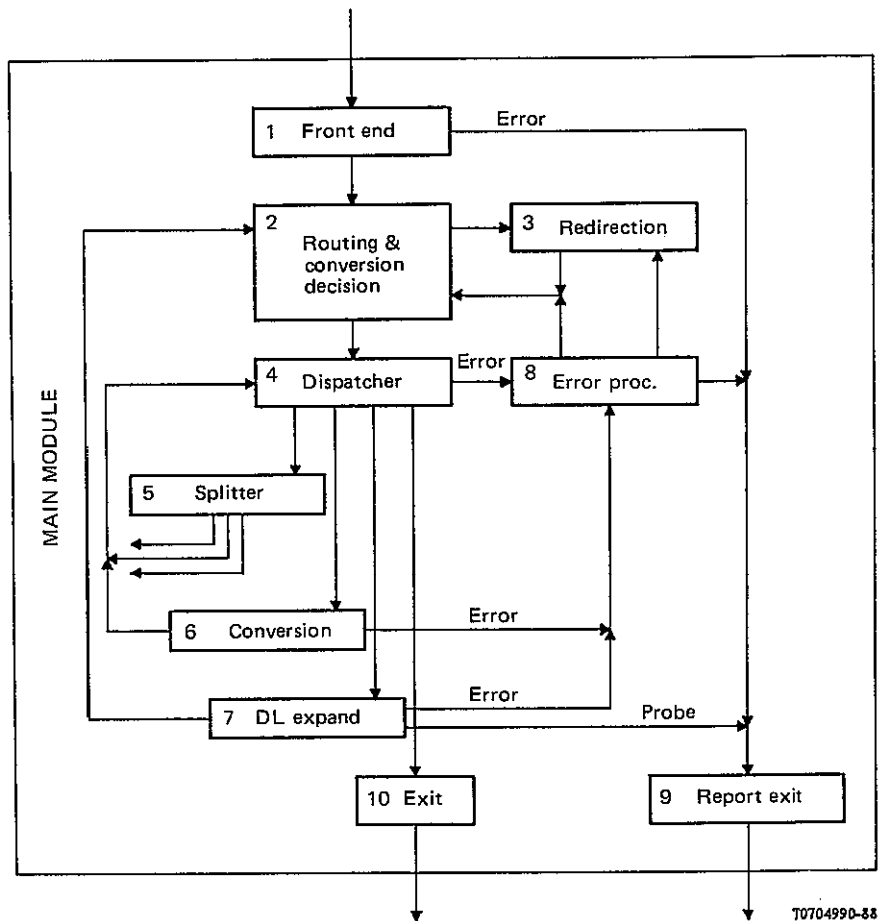 1 Front end
Error
2
Routing &
conversion
decision
3 Redirection
4 Dispatcher
Error
8 Error proc.
MAIN MODULE
5 Splitter
6 Conversion
Error
7 DL expand
Error
Probe
10 Exit
9 Report exit
T0704990-88